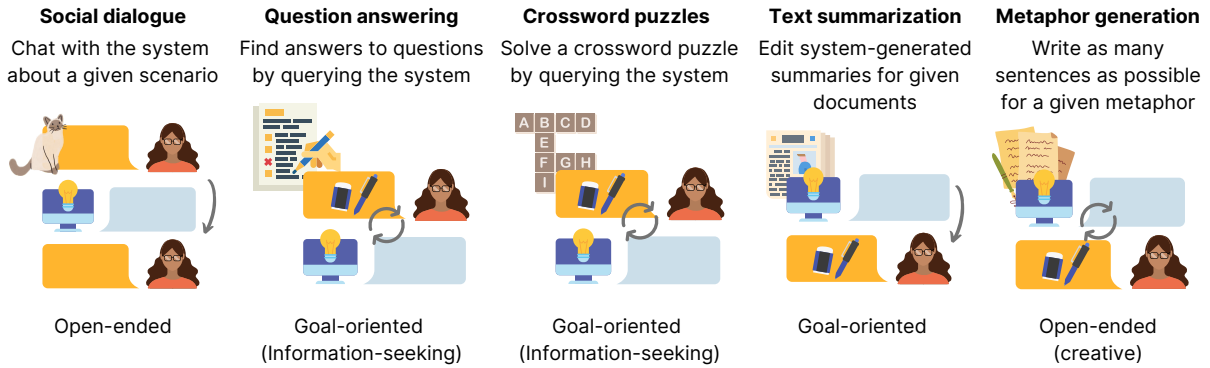 Social dialogue
Chat with the system
about a given scenario
Open-ended
Question answering
Find answers to questions
by querying the system
Goal-oriented
(Information-seeking)
Crossword puzzles
Solve a crossword puzzle
by querying the system
A B C D
E
F G H
I
Goal-oriented
(Information-seeking)
Text summarization
Edit system-generated
summaries for given
documents
Goal-oriented
Metaphor generation
Write as many
sentences as possible
for a given metaphor
Open-ended
(creative)